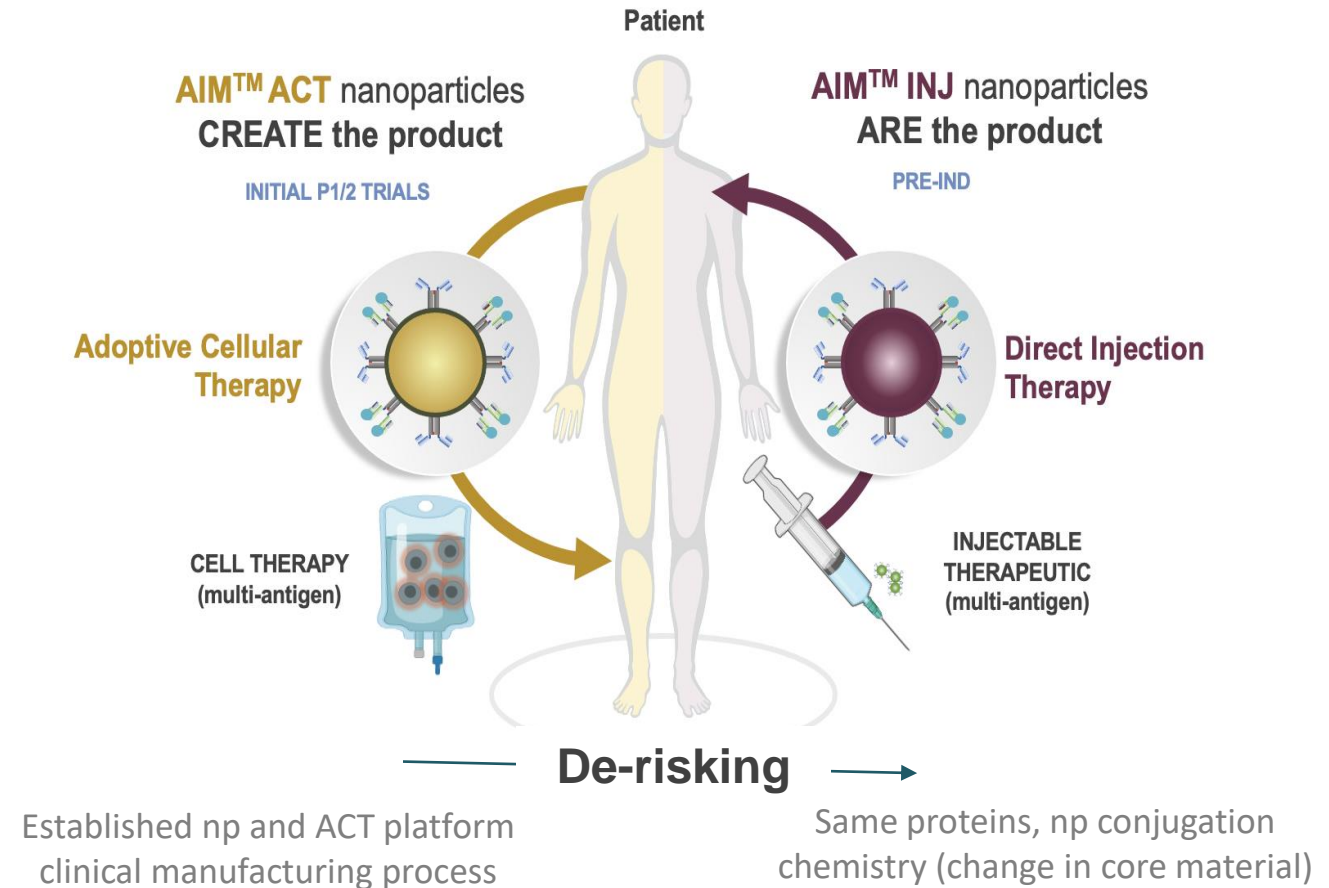 Patient
AIM™ ACT nanoparticles
CREATE the product
INITIAL P1/2 TRIALS
AIM™ INJ nanoparticles
ARE the product
PRE-IND
Adoptive Cellular
Therapy
Direct Injection
Therapy
CELL THERAPY
(multi-antigen)
INJECTABLE
THERAPEUTIC
(multi-antigen)
De-risking
Established np and ACT platform
clinical manufacturing process
Same proteins, np conjugation
chemistry (change in core material)